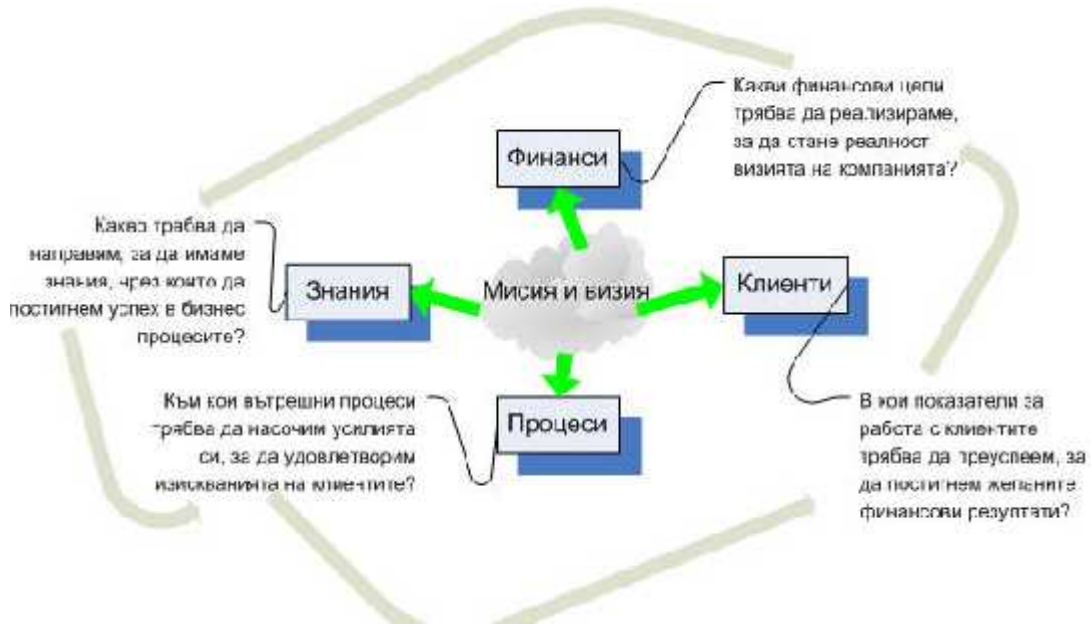 Какви финансови цели
трябва да реализираме,
за да стане реалност
визията на компанията?
Финанси
Какво трябва да
направим, за да имаме
знания, чрез които да
постигнем успех в бизнес
процесите?
Знания
Мисия и визия
Клиенти
Към кои вътрешни процеси
трябва да насочим усилията
си, за да удовлетворим
изискванията на клиентите?
Процеси
В кои показатели за
работа с клиентите
трябва да преуспеем, за
да постигнем желаните
финансови резултати?